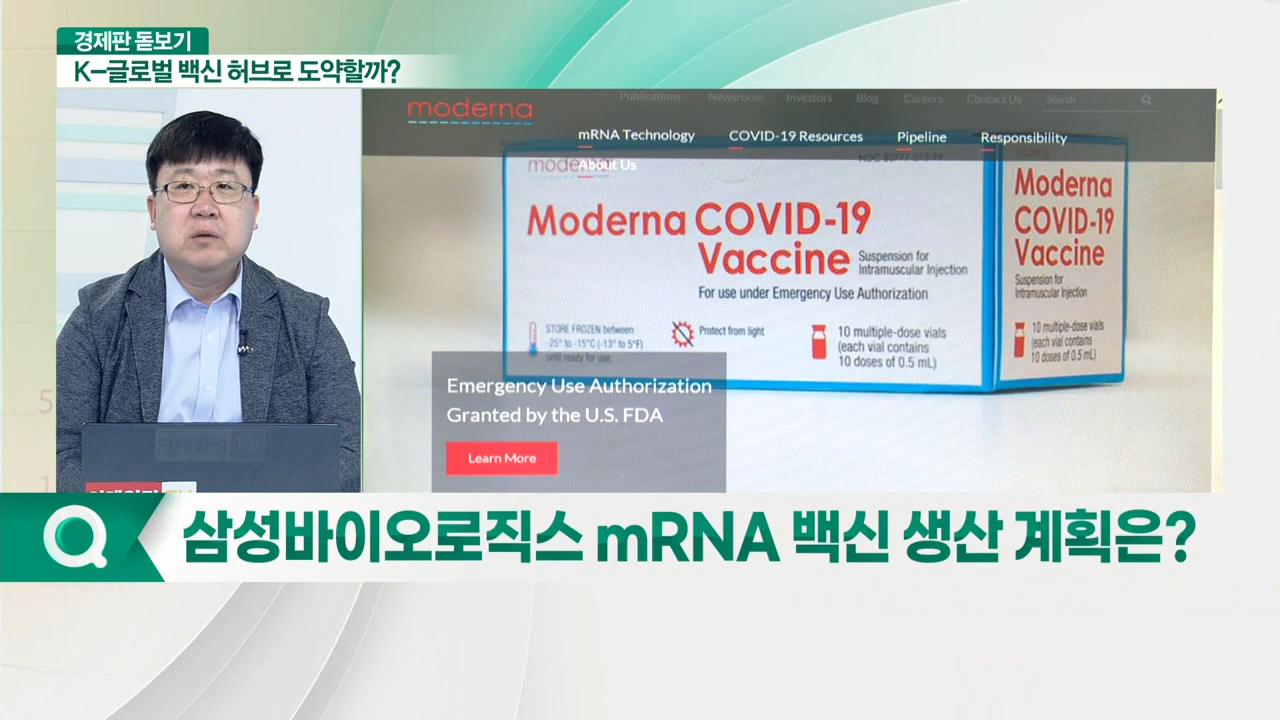 경제판 돋보기
K-글로벌 백신 허브로 도약할까?
moderna
Publications Newsroom Investors Blog Careers Contact Us Search
mRNA Technology COVID-19 Resources Pipeline Responsibility
About Us
moderna
Moderna COVID-19
Vaccine
Suspension for
Intramuscular Injection
For use under Emergency Use Authorization
STORE FROZEN between
-25° to -15°C (-13° to 5°F)
until ready for use
Protect from light
10 multiple-dose vials
(each vial contains
10 doses of 0.5 mL)
Moderna
COVID-19
Vaccine
Suspension for
Intramuscular Injection
10 multiple-dose vials
(each vial contains
10 doses of 0.5 mL)
Emergency Use Authorization
Granted by the U.S. FDA
Learn More
Q 삼성바이오로직스 mRNA 백신 생산 계획은?